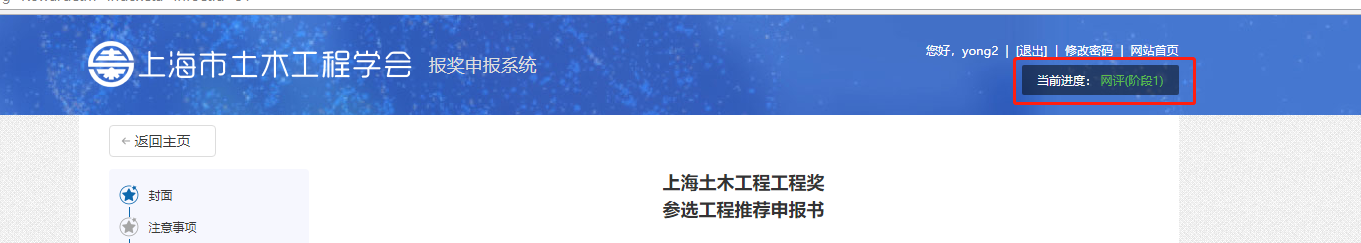 上海市土木工程学会 报奖申报系统
您好，yong2 | [退出] | 修改密码 | 网站首页
当前进度： 网评(阶段1)
← 返回主页
上海土木工程工程奖
参选工程推荐申报书
封面
注意事项